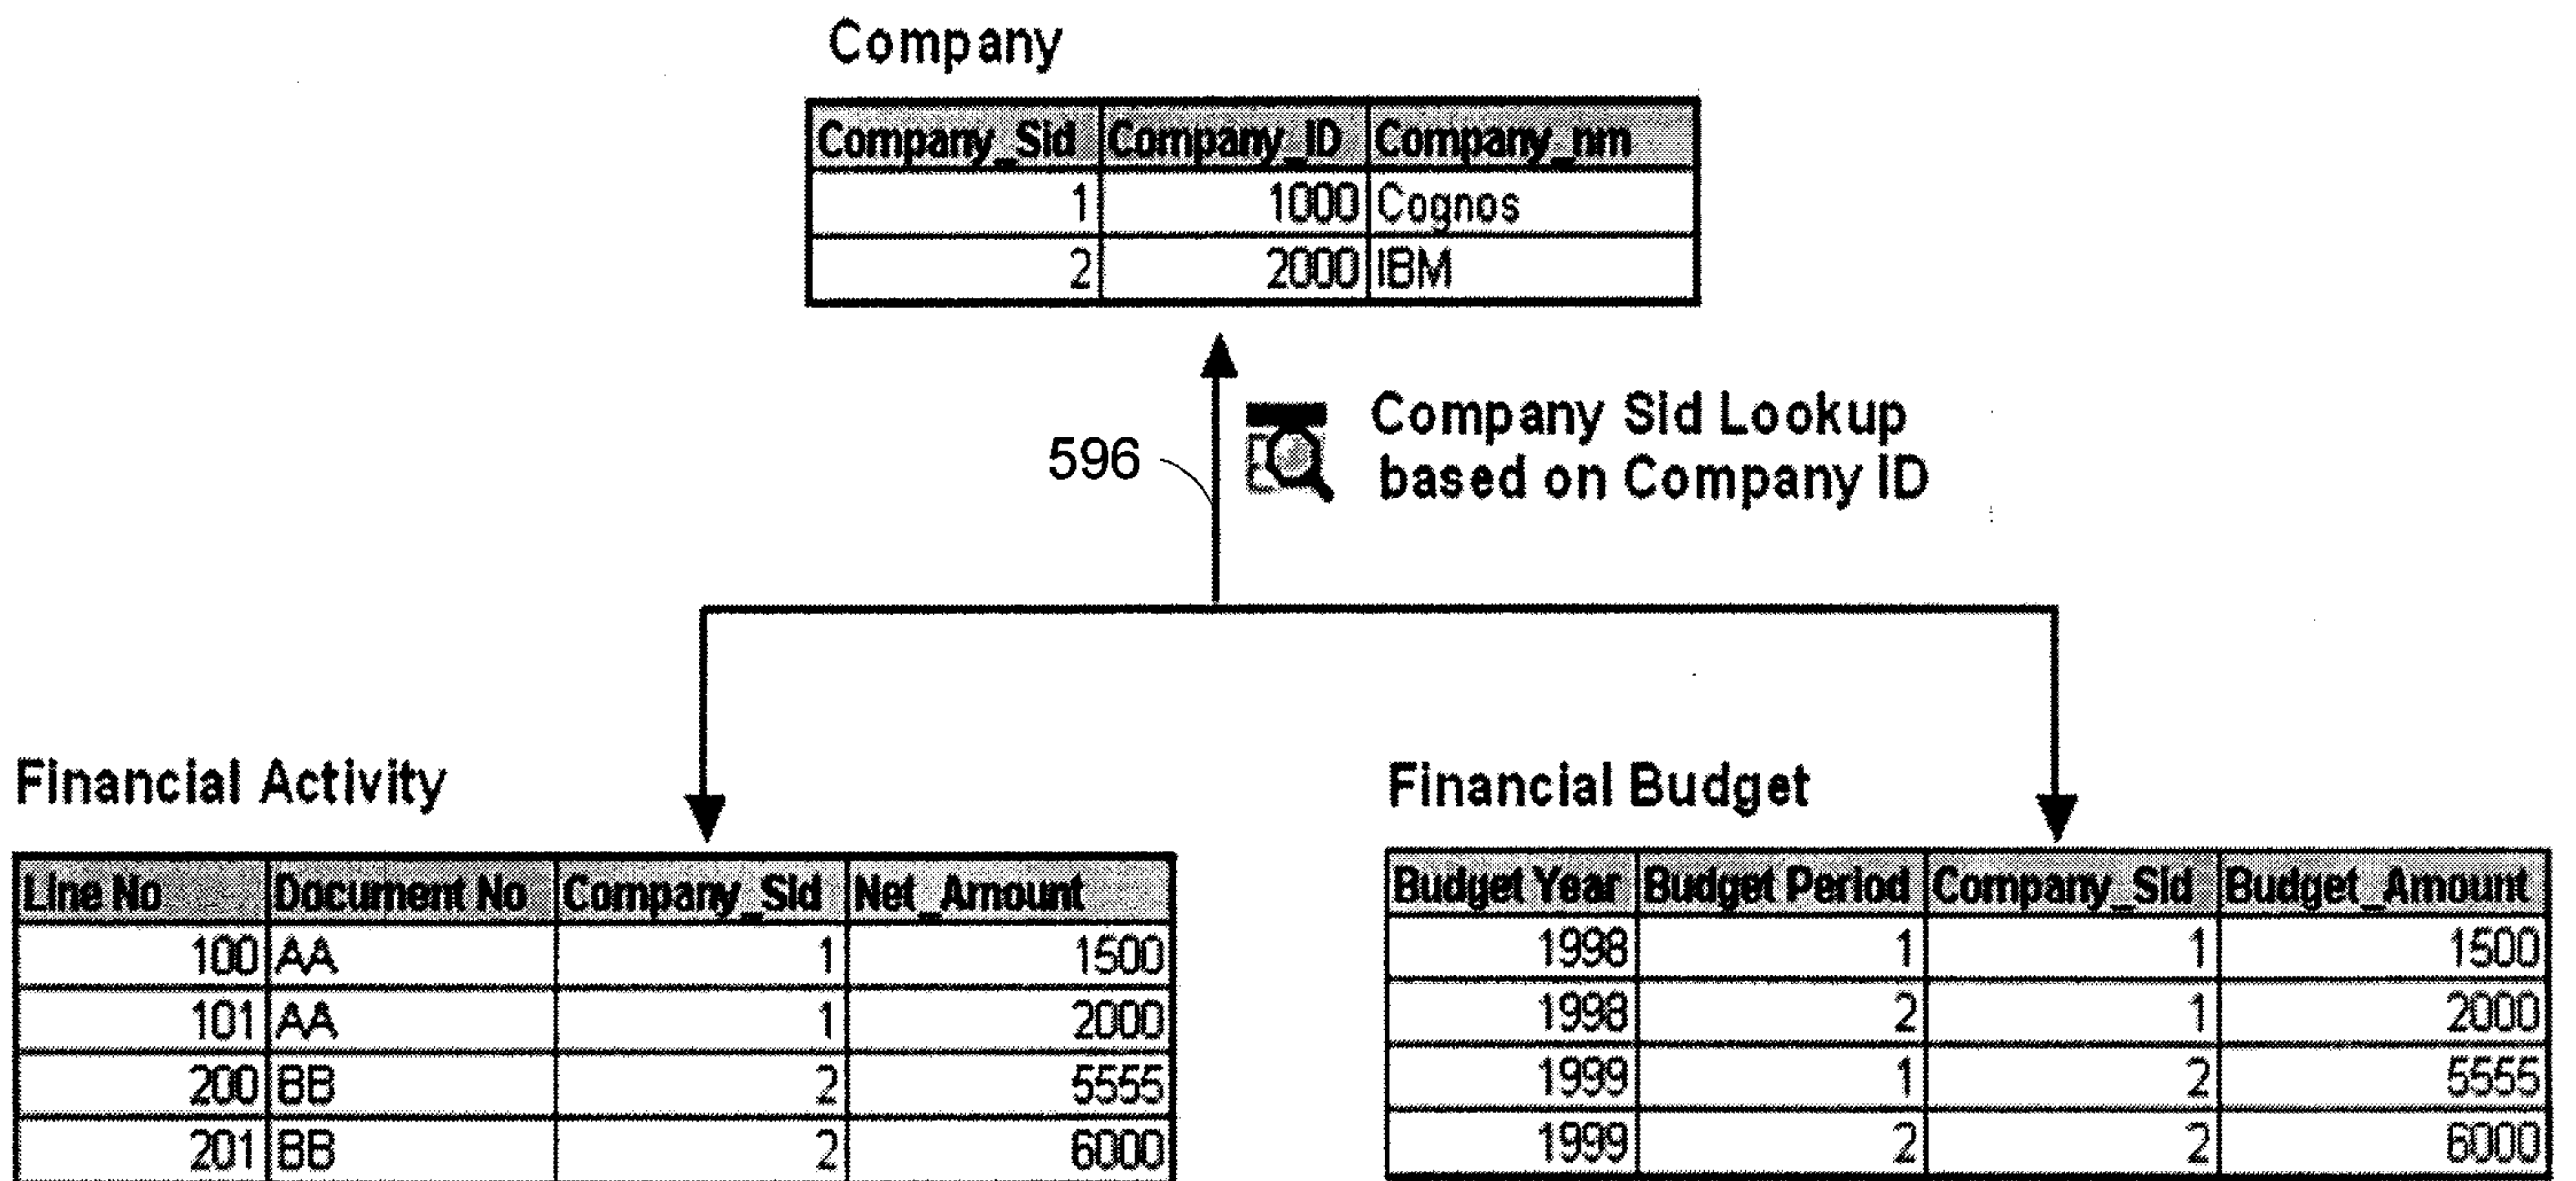 Company
Company_Sid Company_ID Company_nm
1 1000 Cognos
2 2000 IBM
596
Company Sid Lookup
based on Company ID
Financial Activity
Line No Document No Company_Sid Net_Amount
100 AA 1 1500
101 AA 1 2000
200 BB 2 5555
201 BB 2 6000
Financial Budget
Budget Year Budget Period Company_Sid Budget_Amount
1998 1 1 1500
1998 2 1 2000
1999 1 2 5555
1999 2 2 6000